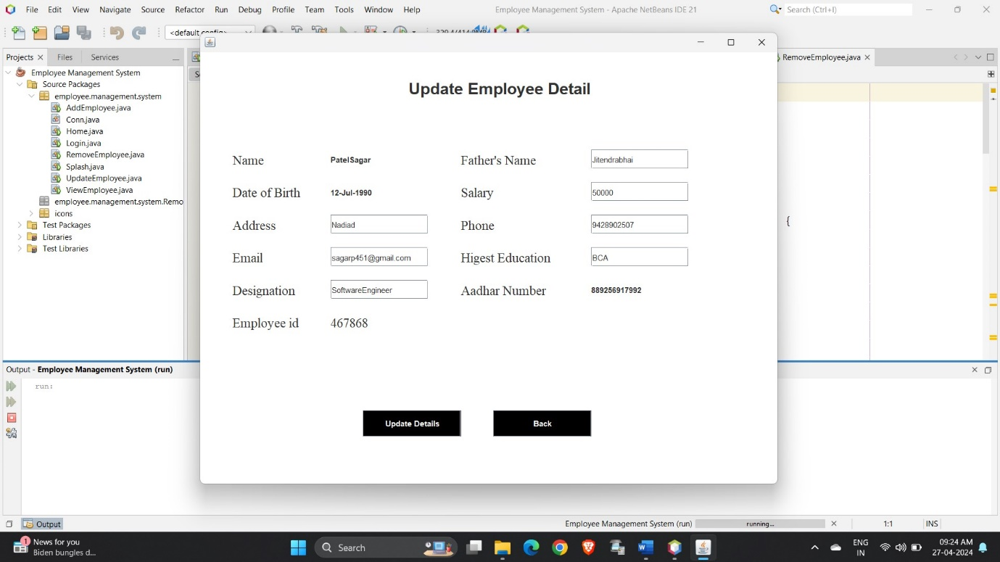 File Edit View Navigate Source Refactor Run Debug Profile Team Tools Window Help
Employee Management System - Apache NetBeans IDE 21
Search (Ctrl+I)
<default config>
Projects Files Services
RemoveEmployee.java
Employee Management System
Source Packages
employee.management.system
AddEmployee.java
Conn.java
Home.java
Login.java
RemoveEmployee.java
Splash.java
UpdateEmployee.java
ViewEmployee.java
employee.management.system.Remo
icons
Test Packages
Libraries
Test Libraries
Update Employee Detail
Name PatelSagar Father's Name Jitendrabhai
Date of Birth 12-Jul-1990 Salary 50000
Address Nadiad Phone 9428902507
Email sagarp451@gmail.com Higest Education BCA
Designation SoftwareEngineer Aadhar Number 889256917992
Employee id 467868
Update Details Back
{
Output - Employee Management System (run)
run:
Output
Employee Management System (run) running... 1:1 INS
1 News for you
Biden bungles d...
Search
ENG
IN
09:24 AM
27-04-2024